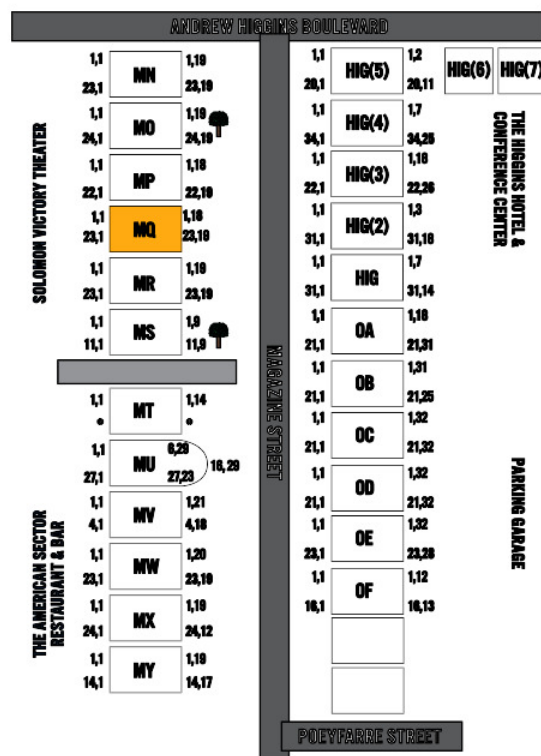 ANDREW HIGGINS BOULEVARD
1,1 MN 1,19
23,1 23,19
1,1 MO 1,19
24,1 24,19
1,1 MP 1,18
22,1 22,19
1,1 MQ 1,18
23,1 23,19
1,1 MR 1,19
23,1 23,19
1,1 MS 1,9
11,1 11,9
SOLOMON VICTORY THEATER
1,1 MT 1,14
1,1 MU 6,29
27,1 27,23
16,29
1,1 MV 1,21
4,1 4,18
1,1 MW 1,20
23,1 23,19
1,1 MX 1,19
24,1 24,12
1,1 MY 1,19
14,1 14,17
THE AMERICAN SECTOR
RESTAURANT & BAR
MAGAZINE STREET
1,1 HIG(5) 1,2
20,1 20,11
HIG(6) HIG(7)
1,1 HIG(4) 1,7
34,1 34,25
1,1 HIG(3) 1,16
22,1 22,26
1,1 HIG(2) 1,3
31,1 31,16
1,1 HIG 1,7
31,1 31,14
1,1 OA 1,16
21,1 21,31
1,1 OB 1,31
21,1 21,25
1,1 OC 1,32
21,1 21,32
1,1 OD 1,32
21,1 21,32
1,1 OE 1,32
23,1 23,28
1,1 OF 1,12
16,1 16,13
THE HIGGINS HOTEL &
CONFERENCE CENTER
PARKING GARAGE
POEYFARRE STREET